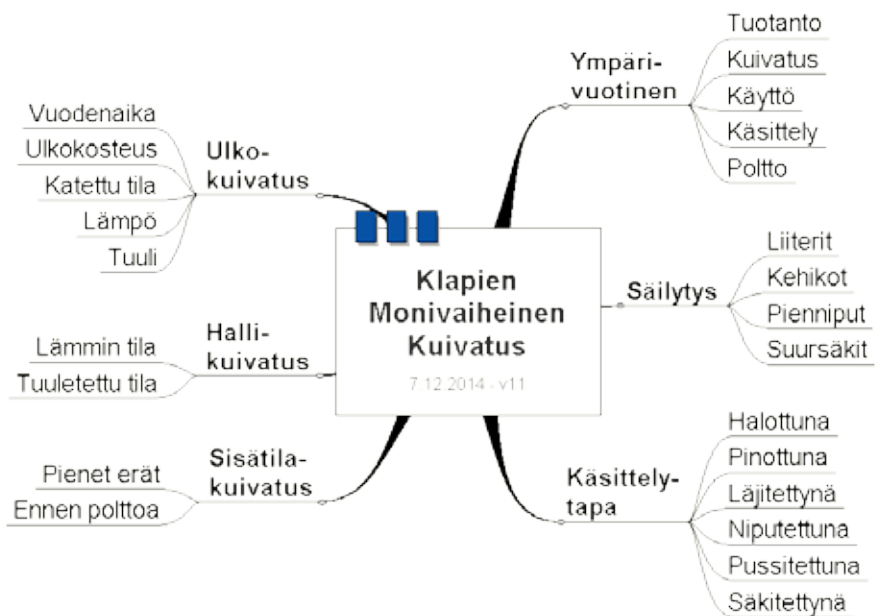 Klapien
Monivaiheinen
Kuivatus
7.12.2014 - v11
Ympäri-
vuotinen
Tuotanto
Kuivatus
Käyttö
Käsittely
Poltto
Säilytys
Liiterit
Kehikot
Pienniput
Suursäkit
Käsittely-
tapa
Halottuna
Pinottuna
Läjitettynä
Niputettuna
Pussitettuna
Säkitettynä
Ulko-
kuivatus
Vuodenaika
Ulkokosteus
Katettu tila
Lämpö
Tuuli
Halli-
kuivatus
Lämmin tila
Tuuletettu tila
Sisätila-
kuivatus
Pienet erät
Ennen polttoa